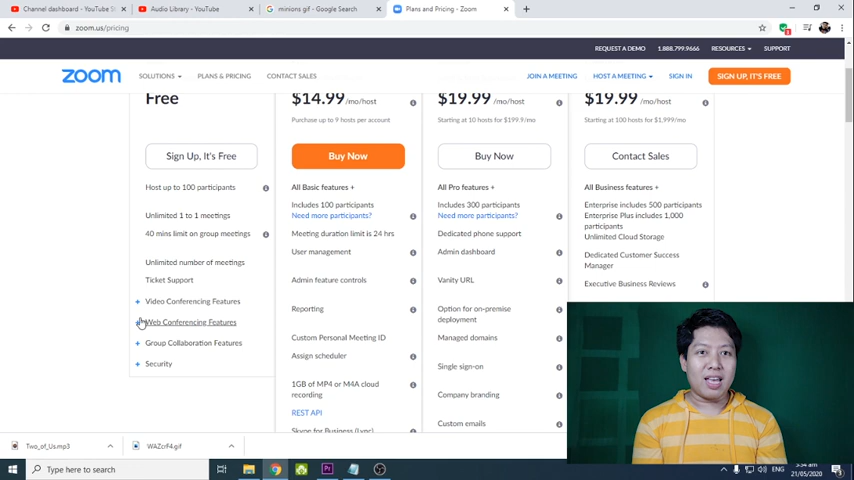 Channel dashboard - YouTube St
Audio Library - YouTube
minions gif - Google Search
Plans and Pricing - Zoom
zoom.us/pricing
REQUEST A DEMO 1.888.799.9666 RESOURCES SUPPORT
zoom SOLUTIONS PLANS & PRICING CONTACT SALES JOIN A MEETING HOST A MEETING SIGN IN SIGN UP, IT'S FREE
Free
Sign Up, It's Free
Host up to 100 participants
Unlimited 1 to 1 meetings
40 mins limit on group meetings
Unlimited number of meetings
Ticket Support
+ Video Conferencing Features
Web Conferencing Features
+ Group Collaboration Features
+ Security
$14.99 /mo/host
Purchase up to 9 hosts per account
Buy Now
All Basic features +
Includes 100 participants
Need more participants?
Meeting duration limit is 24 hrs
User management
Admin feature controls
Reporting
Custom Personal Meeting ID
Assign scheduler
1GB of MP4 or M4A cloud
recording
REST API
Skype for Business (Lync)
$19.99 /mo/host
Starting at 10 hosts for $199.9/mo
Buy Now
All Pro features +
Includes 300 participants
Need more participants?
Dedicated phone support
Admin dashboard
Vanity URL
Option for on-premise
deployment
Managed domains
Single sign-on
Company branding
Custom emails
$19.99 /mo/host
Starting at 100 hosts for $1,999/mo
Contact Sales
All Business features +
Enterprise includes 500 participants
Enterprise Plus includes 1,000
participants
Unlimited Cloud Storage
Dedicated Customer Success
Manager
Executive Business Reviews
Two_of_Us.mp3
WAZcrF4.gif
Type here to search
ENG
21/05/2020